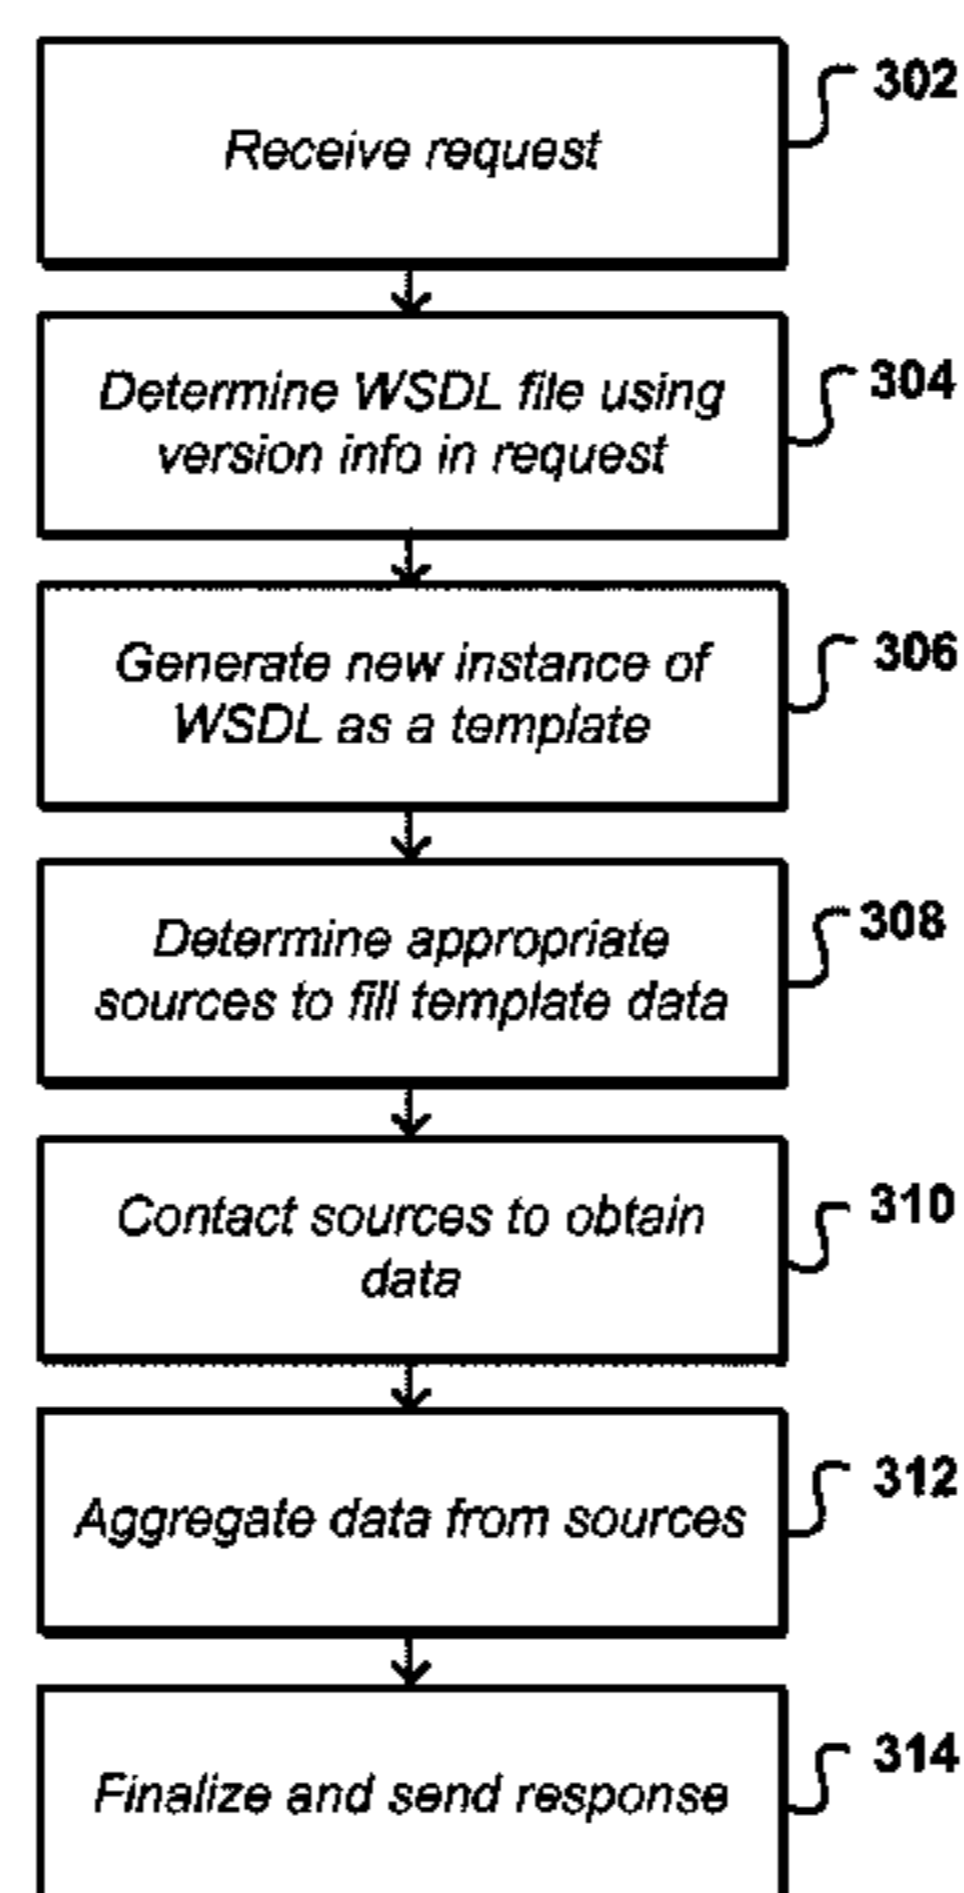 Receive request
302
Determine WSDL file using
version info in request
304
Generate new instance of
WSDL as a template
306
Determine appropriate
sources to fill template data
308
Contact sources to obtain
data
310
Aggregate data from sources
312
Finalize and send response
314